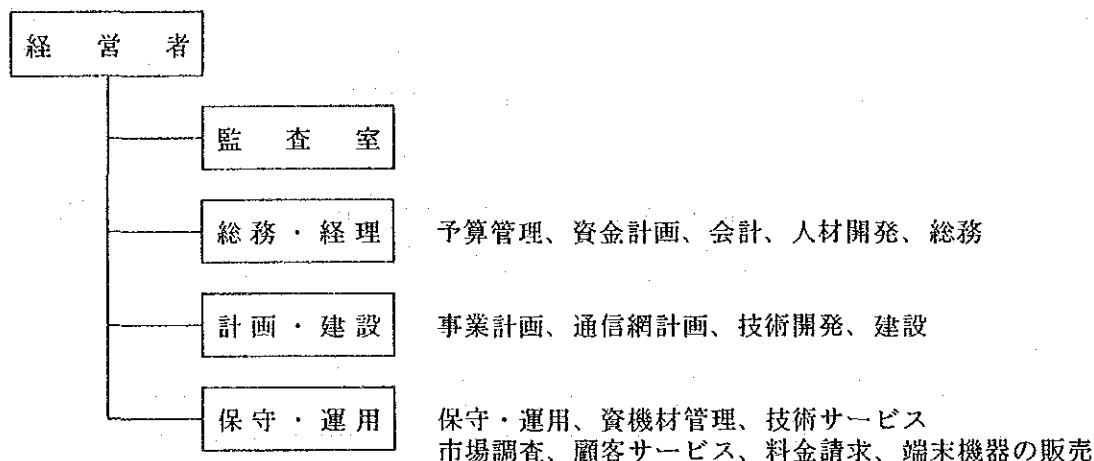 経営者
監査室
総務・経理 予算管理、資金計画、会計、人材開発、総務
計画・建設 事業計画、通信網計画、技術開発、建設
保守・運用 保守・運用、資機材管理、技術サービス
市場調査、顧客サービス、料金請求、端末機器の販売